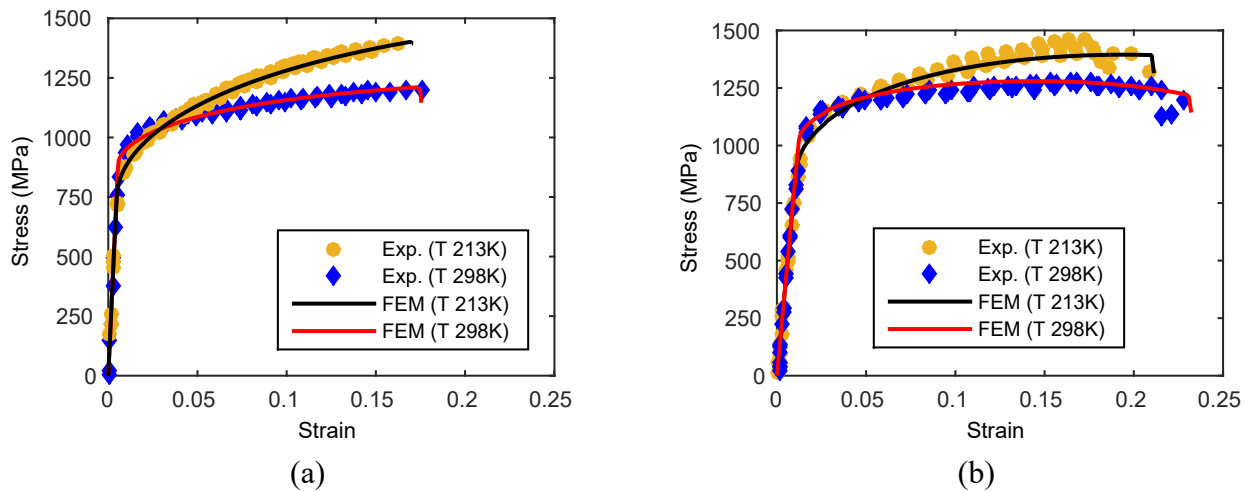 1500
1250
1000
750
500
250
0
Stress (MPa)
Exp. (T 213K)
Exp. (T 298K)
FEM (T 213K)
FEM (T 298K)
0 0.05 0.1 0.15 0.2 0.25
Strain
(a)
1500
1250
1000
750
500
250
0
Stress (MPa)
Exp. (T 213K)
Exp. (T 298K)
FEM (T 213K)
FEM (T 298K)
0 0.05 0.1 0.15 0.2 0.25
Strain
(b)